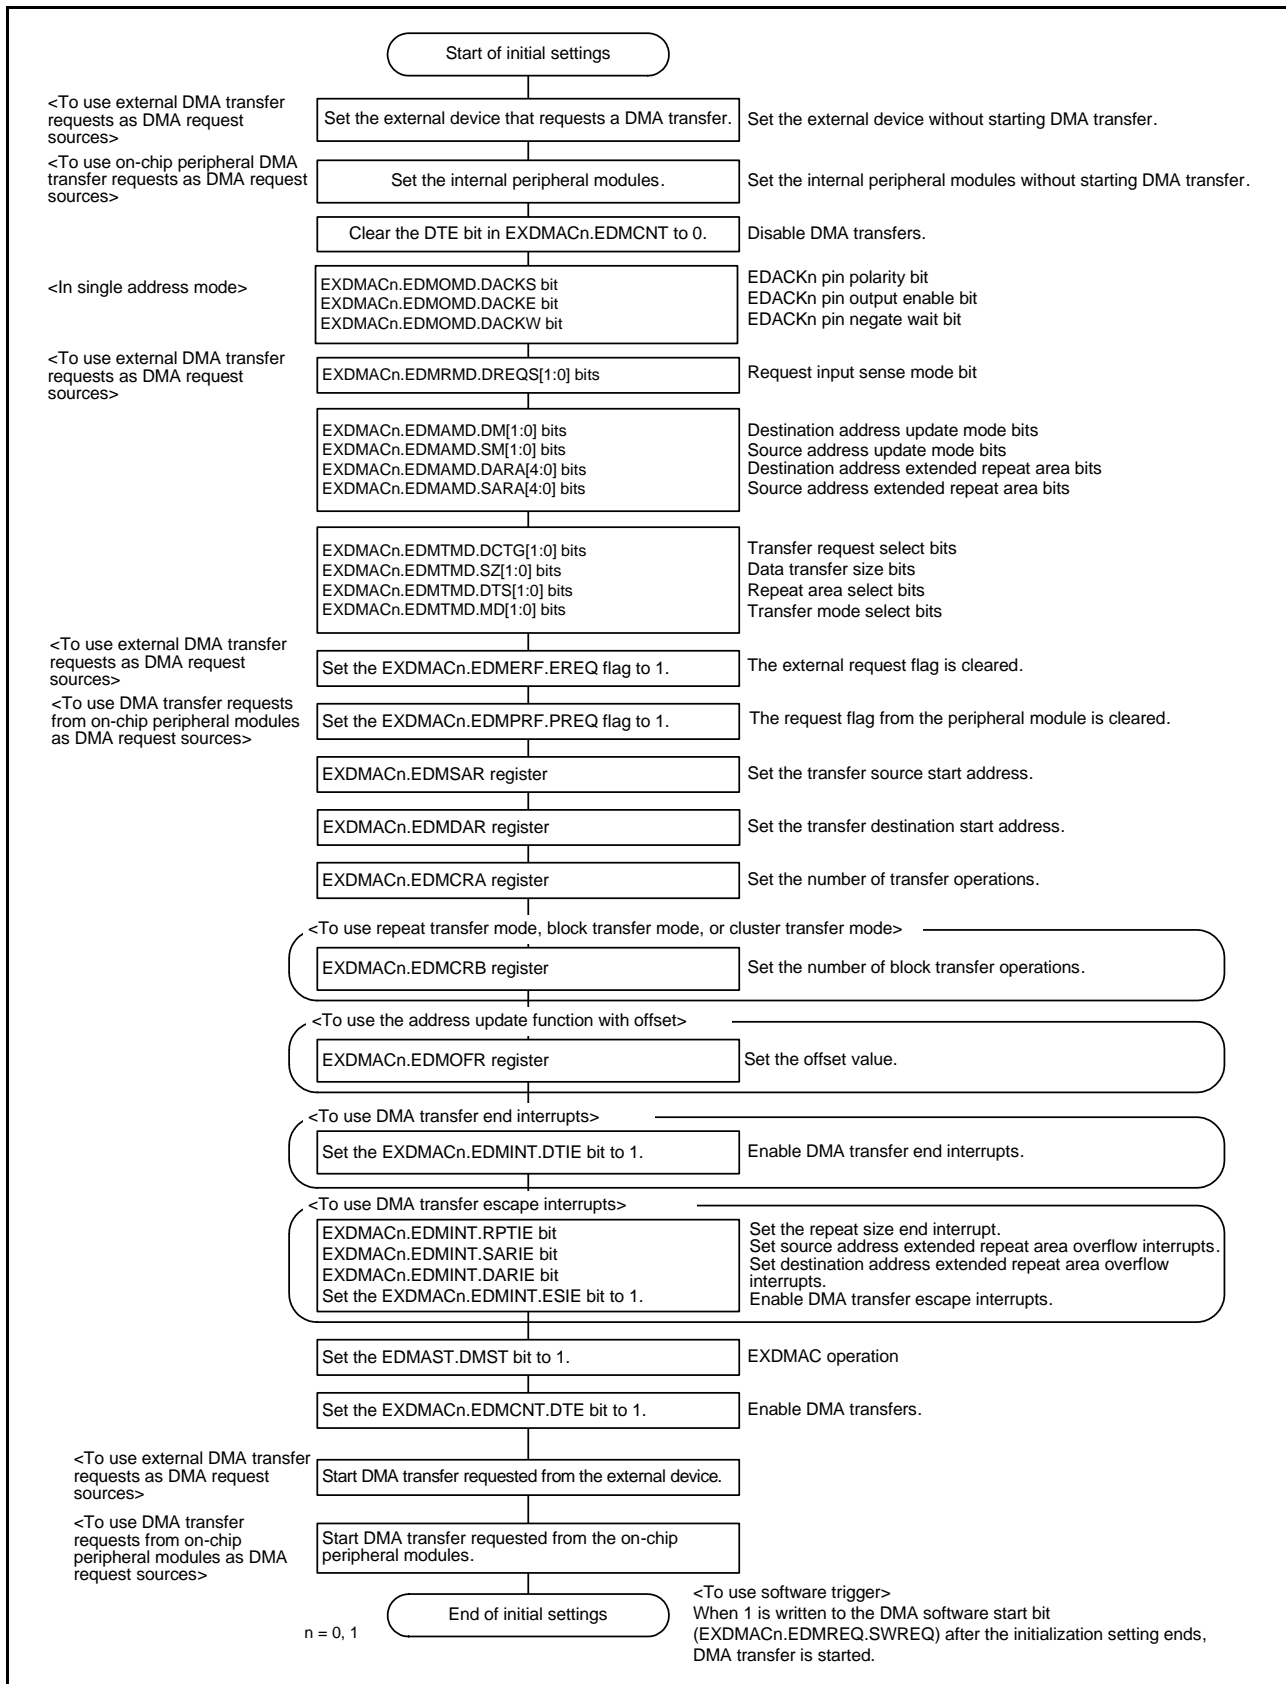 Start of initial settings
<To use external DMA transfer
requests as DMA request
sources>
Set the external device that requests a DMA transfer.
Set the external device without starting DMA transfer.
<To use on-chip peripheral DMA
transfer requests as DMA request
sources>
Set the internal peripheral modules.
Set the internal peripheral modules without starting DMA transfer.
Clear the DTE bit in EXDMACn.EDMCNT to 0.
Disable DMA transfers.
<In single address mode>
EXDMACn.EDMOMD.DACKS bit
EXDMACn.EDMOMD.DACKE bit
EXDMACn.EDMOMD.DACKW bit
EDACKn pin polarity bit
EDACKn pin output enable bit
EDACKn pin negate wait bit
<To use external DMA transfer
requests as DMA request
sources>
EXDMACn.EDMRMD.DREQS[1:0] bits
Request input sense mode bit
EXDMACn.EDMAMD.DM[1:0] bits
EXDMACn.EDMAMD.SM[1:0] bits
EXDMACn.EDMAMD.DARA[4:0] bits
EXDMACn.EDMAMD.SARA[4:0] bits
Destination address update mode bits
Source address update mode bits
Destination address extended repeat area bits
Source address extended repeat area bits
EXDMACn.EDMTMD.DCTG[1:0] bits
EXDMACn.EDMTMD.SZ[1:0] bits
EXDMACn.EDMTMD.DTS[1:0] bits
EXDMACn.EDMTMD.MD[1:0] bits
Transfer request select bits
Data transfer size bits
Repeat area select bits
Transfer mode select bits
<To use external DMA transfer
requests as DMA request
sources>
Set the EXDMACn.EDMERF.EREQ flag to 1.
The external request flag is cleared.
<To use DMA transfer requests
from on-chip peripheral modules
as DMA request sources>
Set the EXDMACn.EDMPRF.PREQ flag to 1.
The request flag from the peripheral module is cleared.
EXDMACn.EDMSAR register
Set the transfer source start address.
EXDMACn.EDMDAR register
Set the transfer destination start address.
EXDMACn.EDMCRA register
Set the number of transfer operations.
<To use repeat transfer mode, block transfer mode, or cluster transfer mode>
EXDMACn.EDMCRB register
Set the number of block transfer operations.
<To use the address update function with offset>
EXDMACn.EDMOFR register
Set the offset value.
<To use DMA transfer end interrupts>
Set the EXDMACn.EDMINT.DTIE bit to 1.
Enable DMA transfer end interrupts.
<To use DMA transfer escape interrupts>
EXDMACn.EDMINT.RPTIE bit
EXDMACn.EDMINT.SARIE bit
EXDMACn.EDMINT.DARIE bit
Set the EXDMACn.EDMINT.ESIE bit to 1.
Set the repeat size end interrupt.
Set source address extended repeat area overflow interrupts.
Set destination address extended repeat area overflow
interrupts.
Enable DMA transfer escape interrupts.
Set the EDMAST.DMST bit to 1.
EXDMAC operation
Set the EXDMACn.EDMCNT.DTE bit to 1.
Enable DMA transfers.
<To use external DMA transfer
requests as DMA request
sources>
Start DMA transfer requested from the external device.
<To use DMA transfer
requests from on-chip
peripheral modules as DMA
request sources>
Start DMA transfer requested from the on-chip
peripheral modules.
End of initial settings
n = 0, 1
<To use software trigger>
When 1 is written to the DMA software start bit
(EXDMACn.EDMREQ.SWREQ) after the initialization setting ends,
DMA transfer is started.